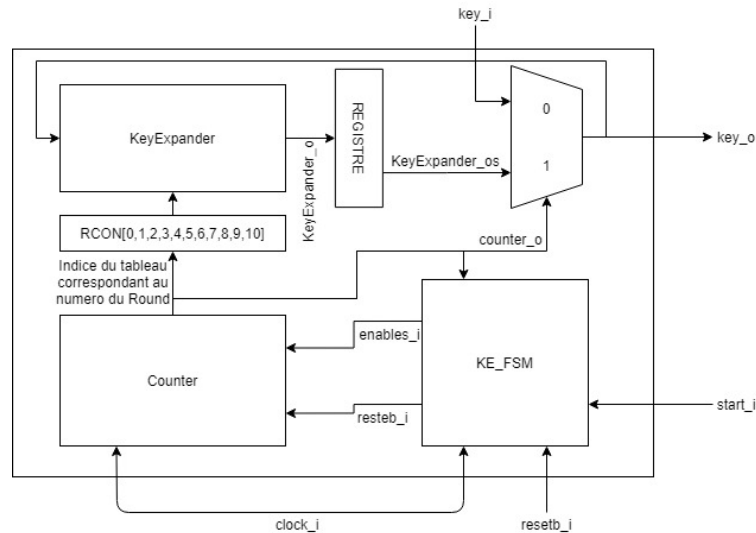 key_i
KeyExpander
KeyExpander_o
REGISTRE
KeyExpander_os
0
1
key_o
RCON[0,1,2,3,4,5,6,7,8,9,10]
counter_o
Indice du tableau
correspondant au
numero du Round
Counter
enables_i
resteb_i
KE_FSM
start_i
clock_i
resetb_i